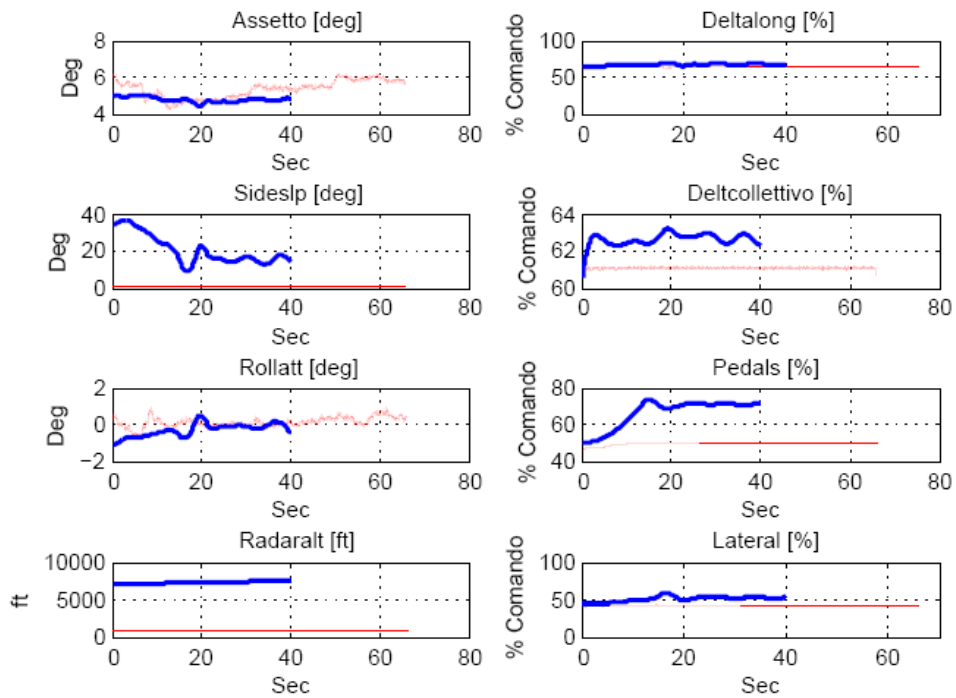 Assetto [deg]
Deg
8
6
4
0 20 40 60 80
Sec
Deltalong [%]
% Comando
100
50
0
0 20 40 60
Sec
Sideslp [deg]
Deg
40
20
0
0 20 40 60 80
Sec
Deltcollettivo [%]
% Comando
64
62
60
0 20 40 60 80
Sec
Rollatt [deg]
Deg
2
0
−2
0 20 40 60 80
Sec
Pedals [%]
% Comando
80
60
40
0 20 40 60 80
Sec
Radaralt [ft]
ft
10000
5000
0
0 20 40 60 80
Sec
Lateral [%]
% Comando
100
50
0
0 20 40 60
Sec